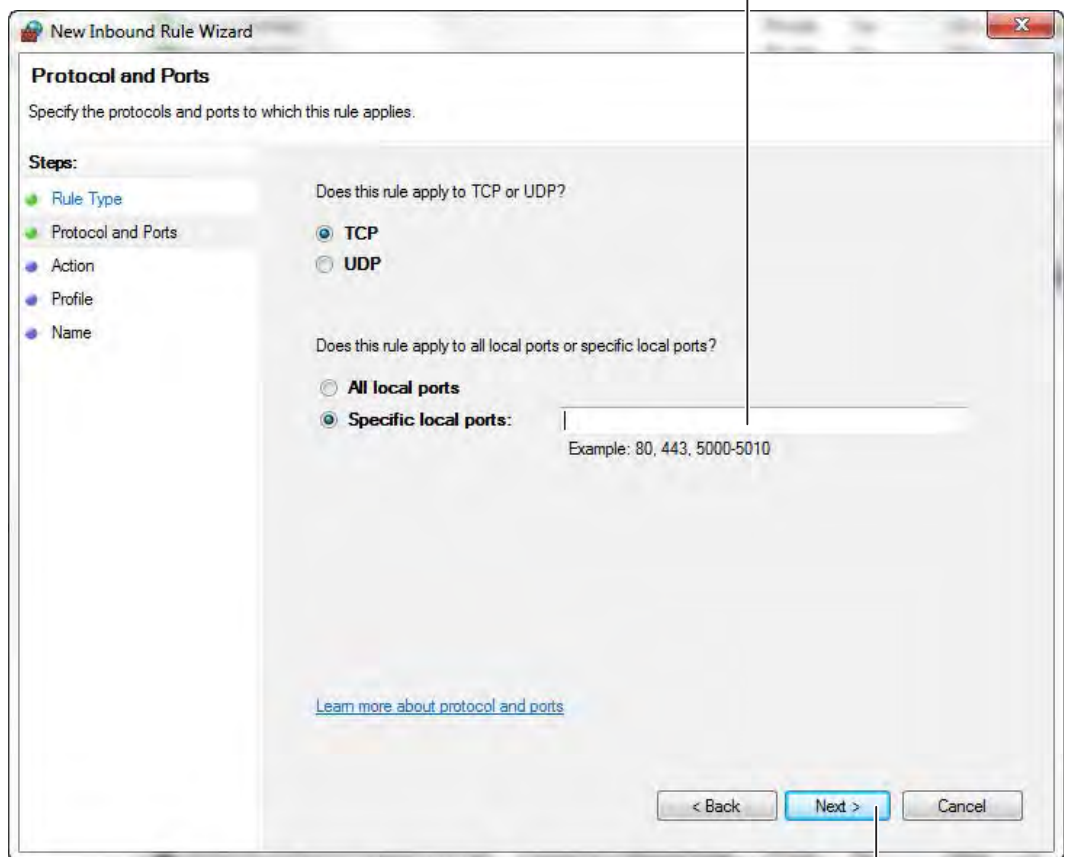 New Inbound Rule Wizard
Protocol and Ports
Specify the protocols and ports to which this rule applies.
Steps:
Rule Type
Protocol and Ports
Action
Profile
Name
Does this rule apply to TCP or UDP?
TCP
UDP
Does this rule apply to all local ports or specific local ports?
All local ports
Specific local ports:
Example: 80, 443, 5000-5010
Learn more about protocol and ports
< Back
Next >
Cancel